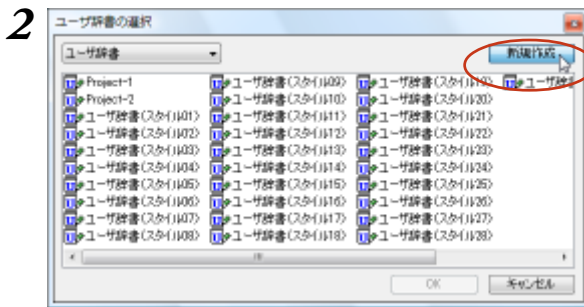 2
ユーザ辞書の選択
ユーザ辞書
新規作成
Project-1
Project-2
ユーザ辞書(スタイル01)
ユーザ辞書(スタイル02)
ユーザ辞書(スタイル03)
ユーザ辞書(スタイル04)
ユーザ辞書(スタイル05)
ユーザ辞書(スタイル06)
ユーザ辞書(スタイル07)
ユーザ辞書(スタイル08)
ユーザ辞書(スタイル09)
ユーザ辞書(スタイル10)
ユーザ辞書(スタイル11)
ユーザ辞書(スタイル12)
ユーザ辞書(スタイル13)
ユーザ辞書(スタイル14)
ユーザ辞書(スタイル15)
ユーザ辞書(スタイル16)
ユーザ辞書(スタイル17)
ユーザ辞書(スタイル18)
ユーザ辞書(スタイル19)
ユーザ辞書(スタイル20)
ユーザ辞書(スタイル21)
ユーザ辞書(スタイル22)
ユーザ辞書(スタイル23)
ユーザ辞書(スタイル24)
ユーザ辞書(スタイル25)
ユーザ辞書(スタイル26)
ユーザ辞書(スタイル27)
ユーザ辞書(スタイル28)
ユーザ辞
OK
キャンセル